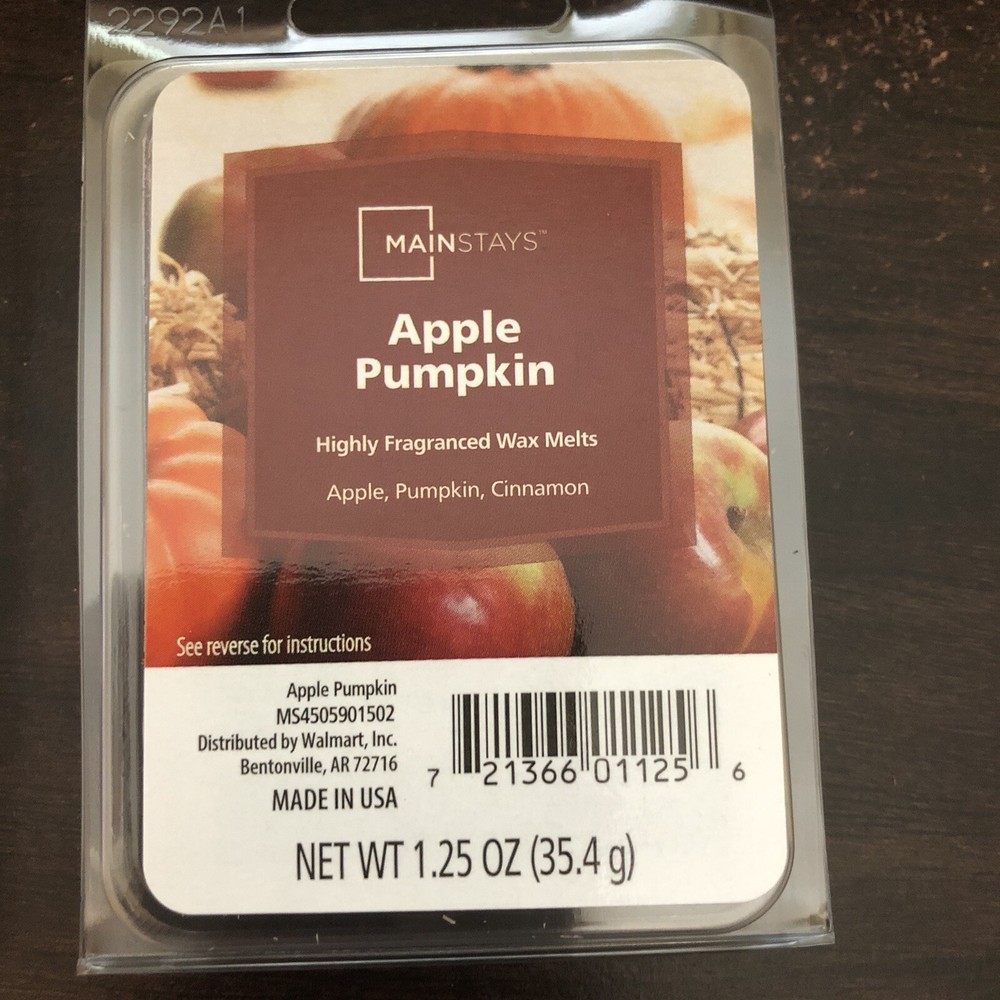 2292A1
MAINSTAYS™
Apple
Pumpkin
Highly Fragranced Wax Melts
Apple, Pumpkin, Cinnamon
See reverse for instructions
Apple Pumpkin
MS4505901502
Distributed by Walmart, Inc.
Bentonville, AR 72716
MADE IN USA
7 21366 01125 6
NET WT 1.25 OZ (35.4 g)